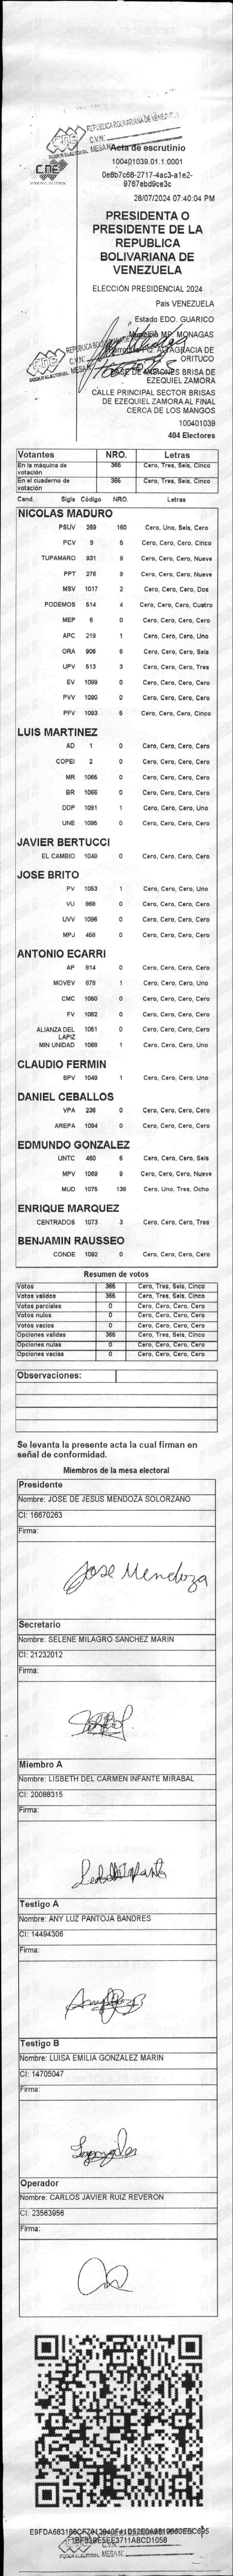 REPUBLICA BOLIVARIANA DE VENEZUELA
CNE
PODER ELECTORAL
C.V.N:
MESA N:
Acta de escrutinio
100401039.01.1.0001
0e8b7c68-2717-4ac3-a1e2-
9767ebd9ce3c
28/07/2024 07:40:04 PM
PRESIDENTA O
PRESIDENTE DE LA
REPUBLICA
BOLIVARIANA DE
VENEZUELA
ELECCIÓN PRESIDENCIAL 2024
Pais VENEZUELA
Estado EDO. GUARICO
MONAGAS
ALTAGRACIA DE
ORITUCO
BRISA DE
EZEQUIEL ZAMORA
CALLE PRINCIPAL SECTOR BRISAS
DE EZEQUIEL ZAMORA AL FINAL
CERCA DE LOS MANGOS
100401039
404 Electores
Votantes NRO. Letras
En la máquina de votación 365 Cero, Tres, Seis, Cinco
En el cuaderno de votación 365 Cero, Tres, Seis, Cinco
Cand. Sigla Código NRO. Letras
NICOLAS MADURO
PSUV 269 160 Cero, Uno, Seis, Cero
PCV 9 5 Cero, Cero, Cero, Cinco
TUPAMARO 931 9 Cero, Cero, Cero, Nueve
PPT 276 9 Cero, Cero, Cero, Nueve
MSV 1017 2 Cero, Cero, Cero, Dos
PODEMOS 514 4 Cero, Cero, Cero, Cuatro
MEP 6 0 Cero, Cero, Cero, Cero
APC 219 1 Cero, Cero, Cero, Uno
ORA 906 6 Cero, Cero, Cero, Seis
UPV 513 3 Cero, Cero, Cero, Tres
EV 1099 0 Cero, Cero, Cero, Cero
PVV 1090 0 Cero, Cero, Cero, Cero
PFV 1093 5 Cero, Cero, Cero, Cinco
LUIS MARTINEZ
AD 1 0 Cero, Cero, Cero, Cero
COPEI 2 0 Cero, Cero, Cero, Cero
MR 1065 0 Cero, Cero, Cero, Cero
BR 1066 0 Cero, Cero, Cero, Cero
DDP 1091 1 Cero, Cero, Cero, Uno
UNE 1095 0 Cero, Cero, Cero, Cero
JAVIER BERTUCCI
EL CAMBIO 1048 0 Cero, Cero, Cero, Cero
JOSE BRITO
PV 1053 1 Cero, Cero, Cero, Uno
VU 868 0 Cero, Cero, Cero, Cero
UVV 1096 0 Cero, Cero, Cero, Cero
MPJ 458 0 Cero, Cero, Cero, Cero
ANTONIO ECARRI
AP 814 0 Cero, Cero, Cero, Cero
MOVEV 878 1 Cero, Cero, Cero, Uno
CMC 1050 0 Cero, Cero, Cero, Cero
FV 1062 0 Cero, Cero, Cero, Cero
ALIANZA DEL LAPIZ 1051 0 Cero, Cero, Cero, Cero
MIN UNIDAD 1068 1 Cero, Cero, Cero, Uno
CLAUDIO FERMIN
SPV 1049 1 Cero, Cero, Cero, Uno
DANIEL CEBALLOS
VPA 236 0 Cero, Cero, Cero, Cero
AREPA 1094 0 Cero, Cero, Cero, Cero
EDMUNDO GONZALEZ
UNTC 460 6 Cero, Cero, Cero, Seis
MPV 1069 9 Cero, Cero, Cero, Nueve
MUD 1075 138 Cero, Uno, Tres, Ocho
ENRIQUE MARQUEZ
CENTRADOS 1073 3 Cero, Cero, Cero, Tres
BENJAMIN RAUSSEO
CONDE 1092 0 Cero, Cero, Cero, Cero
Resumen de votos
Votos 365 Cero, Tres, Seis, Cinco
Votos validos 365 Cero, Tres, Seis, Cinco
Votos parciales 0 Cero, Cero, Cero, Cero
Votos nulos 0 Cero, Cero, Cero, Cero
Votos vacios 0 Cero, Cero, Cero, Cero
Opciones validas 365 Cero, Tres, Seis, Cinco
Opciones nulas 0 Cero, Cero, Cero, Cero
Opciones vacias 0 Cero, Cero, Cero, Cero
Observaciones:
Se levanta la presente acta la cual firman en
señal de conformidad.
Miembros de la mesa electoral
Presidente
Nombre: JOSE DE JESUS MENDOZA SOLORZANO
CI: 16670263
Firma:
Jose Mendoza
Secretario
Nombre: SELENE MILAGRO SANCHEZ MARIN
CI: 21232012
Firma:
Miembro A
Nombre: LISBETH DEL CARMEN INFANTE MIRABAL
CI: 20088315
Firma:
Testigo A
Nombre: ANY LUZ PANTOJA BANDRES
CI: 14494306
Firma:
Testigo B
Nombre: LUISA EMILIA GONZALEZ MARIN
CI: 14705047
Firma:
Operador
Nombre: CARLOS JAVIER RUIZ REVERON
CI: 23563956
Firma:
PODER ELECTORAL MESA N: